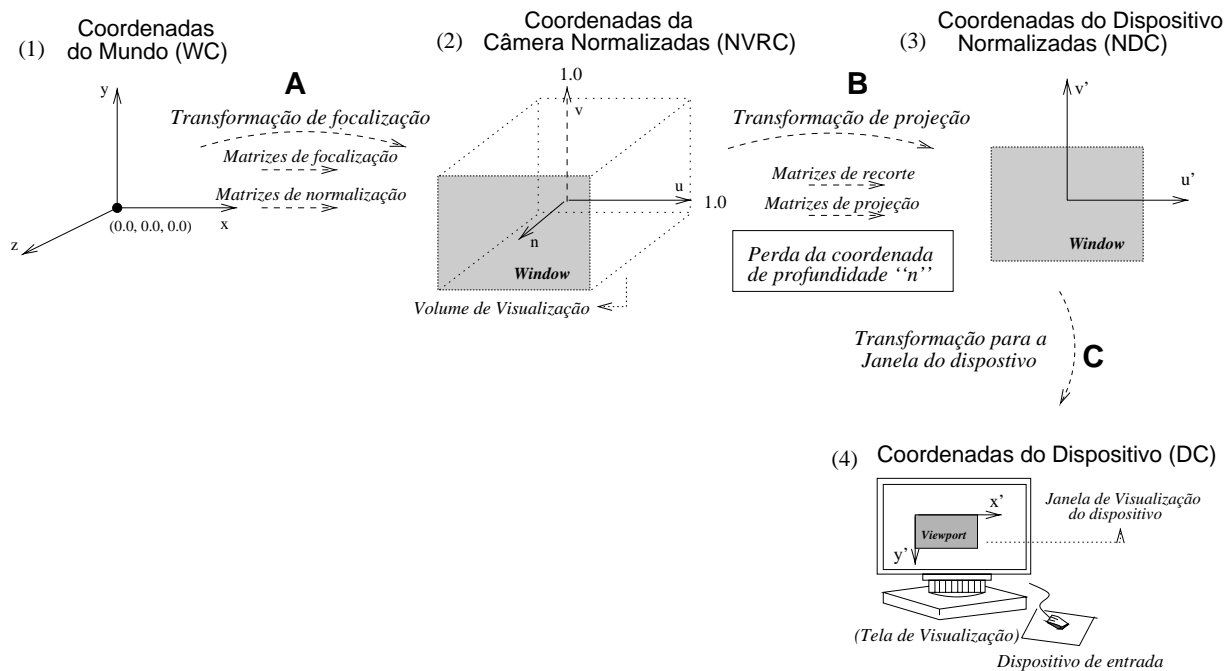 (1)
Coordenadas
do Mundo (WC)
y
x
z
(0.0, 0.0, 0.0)
A
Transformação de focalização
Matrizes de focalização
Matrizes de normalização
(2)
Coordenadas da
Câmera Normalizadas (NVRC)
1.0
v
u
1.0
n
Window
Volume de Visualização
B
Transformação de projeção
Matrizes de recorte
Matrizes de projeção
Perda da coordenada
de profundidade ‘‘n’’
(3)
Coordenadas do Dispositivo
Normalizadas (NDC)
v'
u'
Window
Transformação para a
Janela do dispostivo
C
(4)
Coordenadas do Dispositivo (DC)
x'
Viewport
y'
Janela de Visualização
do dispositivo
(Tela de Visualização)
Dispositivo de entrada